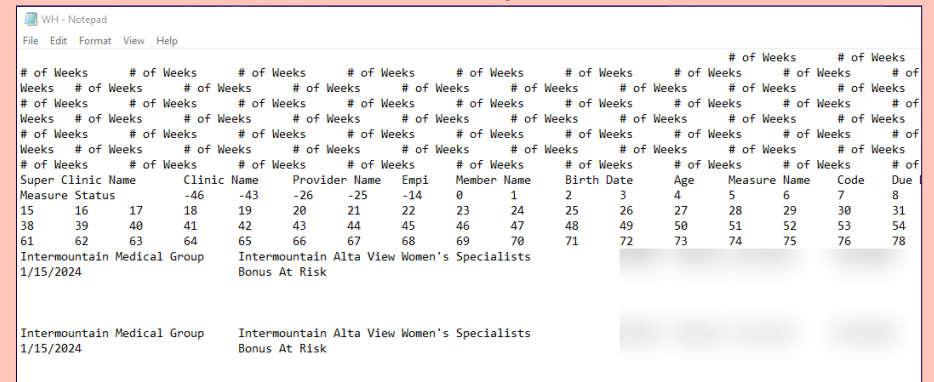 WH - Notepad
File Edit Format View Help
# of Weeks # of Weeks
# of Weeks # of Weeks # of Weeks # of Weeks # of Weeks # of Weeks # of Weeks # of Weeks # of
Weeks # of Weeks # of Weeks # of Weeks # of Weeks # of Weeks # of Weeks # of Weeks # of Weeks
# of Weeks # of Weeks # of Weeks # of Weeks # of Weeks # of Weeks # of Weeks # of Weeks # of
Weeks # of Weeks # of Weeks # of Weeks # of Weeks # of Weeks # of Weeks # of Weeks # of Weeks
# of Weeks # of Weeks # of Weeks # of Weeks # of Weeks # of Weeks # of Weeks # of Weeks # of
Weeks # of Weeks # of Weeks # of Weeks # of Weeks # of Weeks # of Weeks # of Weeks # of Weeks
# of Weeks # of Weeks # of Weeks # of Weeks # of Weeks # of Weeks # of Weeks # of Weeks # of
Super Clinic Name Clinic Name Provider Name Empi Member Name Birth Date Age Measure Name Code Due
Measure Status -46 -43 -26 -25 -14 0 1 2 3 4 5 6 7 8
15 16 17 18 19 20 21 22 23 24 25 26 27 28 29 30 31
38 39 40 41 42 43 44 45 46 47 48 49 50 51 52 53 54
61 62 63 64 65 66 67 68 69 70 71 72 73 74 75 76 78
Intermountain Medical Group Intermountain Alta View Women's Specialists
1/15/2024 Bonus At Risk
Intermountain Medical Group Intermountain Alta View Women's Specialists
1/15/2024 Bonus At Risk